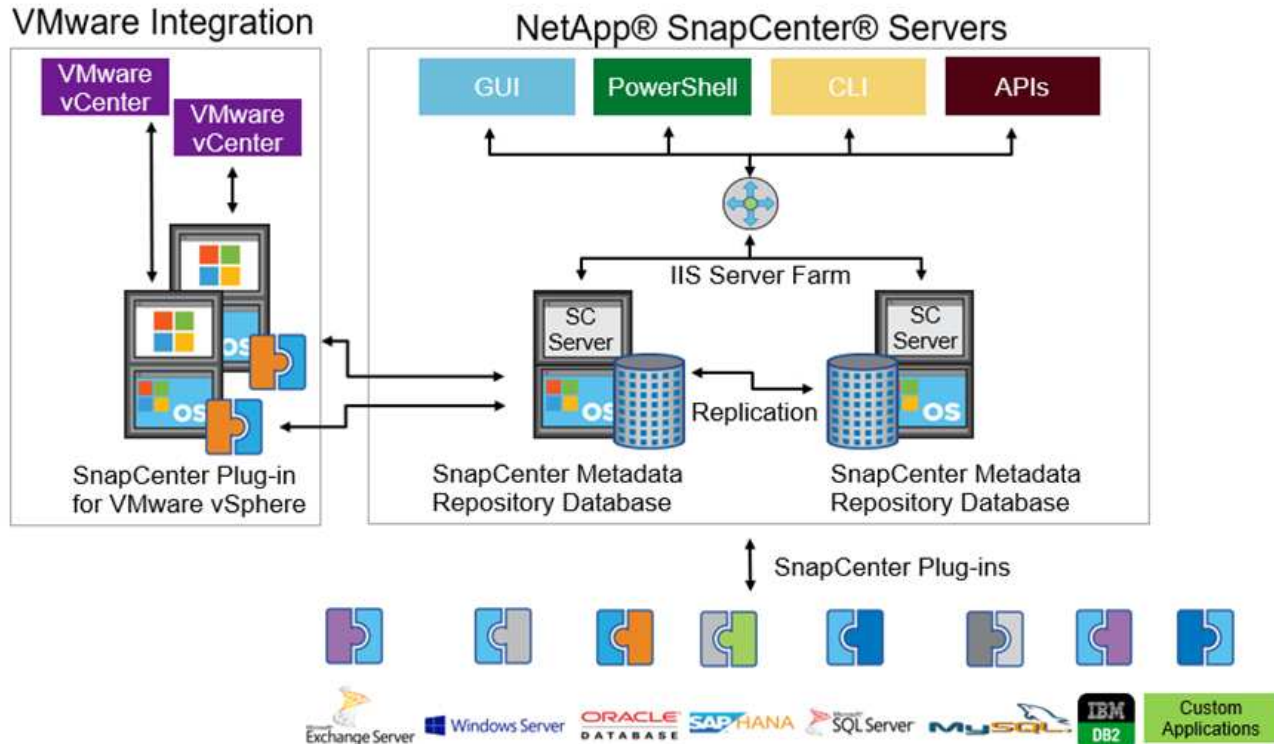 VMware Integration
NetApp® SnapCenter® Servers
VMware
vCenter
VMware
vCenter
GUI
PowerShell
CLI
APIs
IIS Server Farm
SC
Server
SC
Server
OS
OS
OS
OS
Replication
SnapCenter Plug-in
for VMware vSphere
SnapCenter Metadata
Repository Database
SnapCenter Metadata
Repository Database
SnapCenter Plug-ins
Microsoft
Exchange Server
Windows Server
ORACLE
DATABASE
SAP HANA
Microsoft
SQL Server
MySQL
IBM
DB2
Custom
Applications